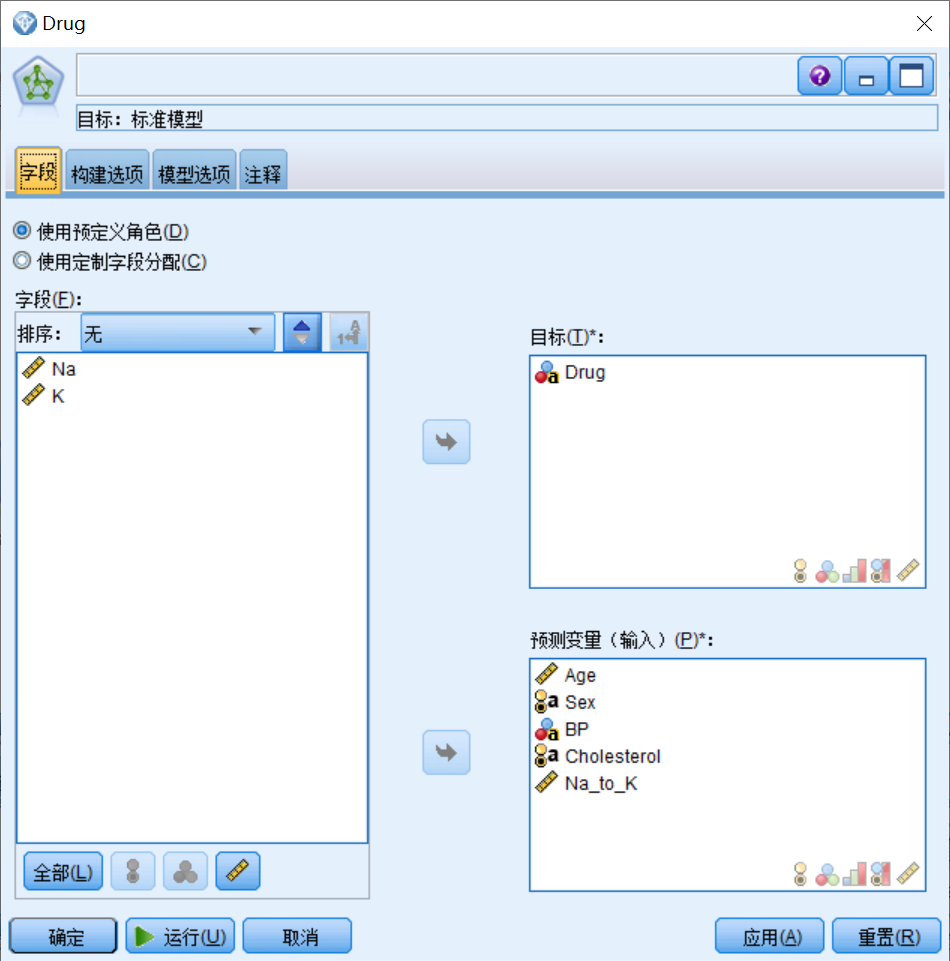 Drug
目标：标准模型
字段 构建选项 模型选项 注释
使用预定义角色(D)
使用定制字段分配(C)
字段(F):
排序： 无
Na
K
目标(T)*:
Drug
预测变量（输入）(P)*:
Age
Sex
BP
Cholesterol
Na_to_K
全部(L)
确定 运行(U) 取消 应用(A) 重置(R)